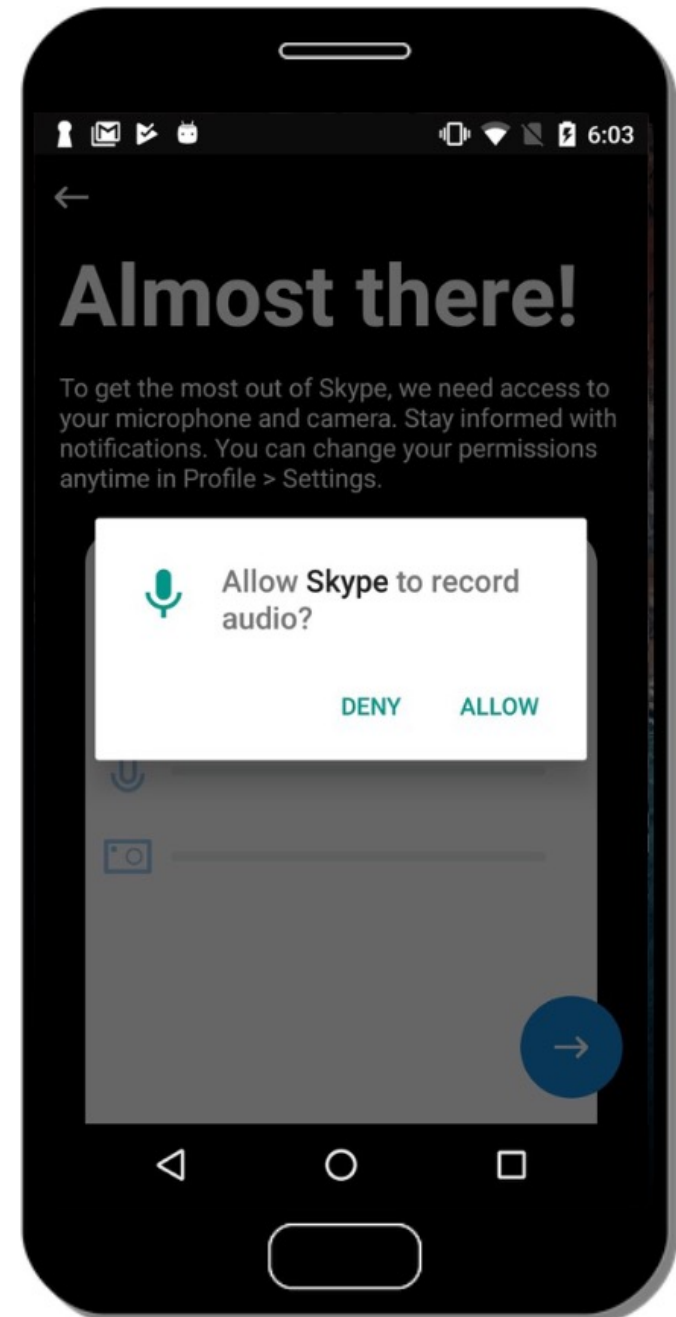 6:03
Almost there!
To get the most out of Skype, we need access to
your microphone and camera. Stay informed with
notifications. You can change your permissions
anytime in Profile > Settings.
Allow Skype to record
audio?
DENY ALLOW